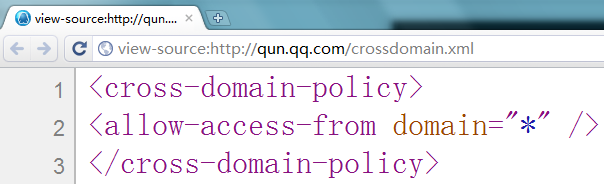 view-source:http://qun....
view-source:http://qun.qq.com/crossdomain.xml
1 <cross-domain-policy>
2 <allow-access-from domain="*" />
3 </cross-domain-policy>